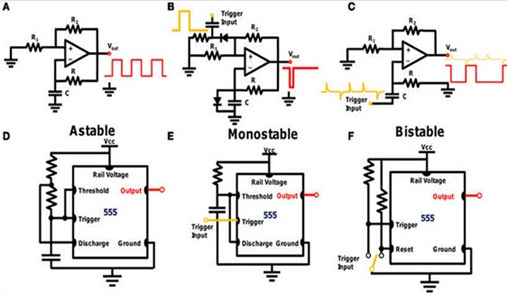 A
R2
R1
Vout
R
C
B
Trigger
Input
R2
R1
Vout
R
C
C
R2
R1
Vout
R
C
Trigger
Input
D
Astable
Vcc
Rail Voltage
Threshold
Output
555
Trigger
Discharge
Ground
E
Monostable
Vcc
Rail Voltage
Threshold
Output
555
Trigger
Trigger
Input
Discharge
Ground
F
Bistable
Vcc
Rail Voltage
Output
555
Trigger
Trigger
Input
Reset
Ground